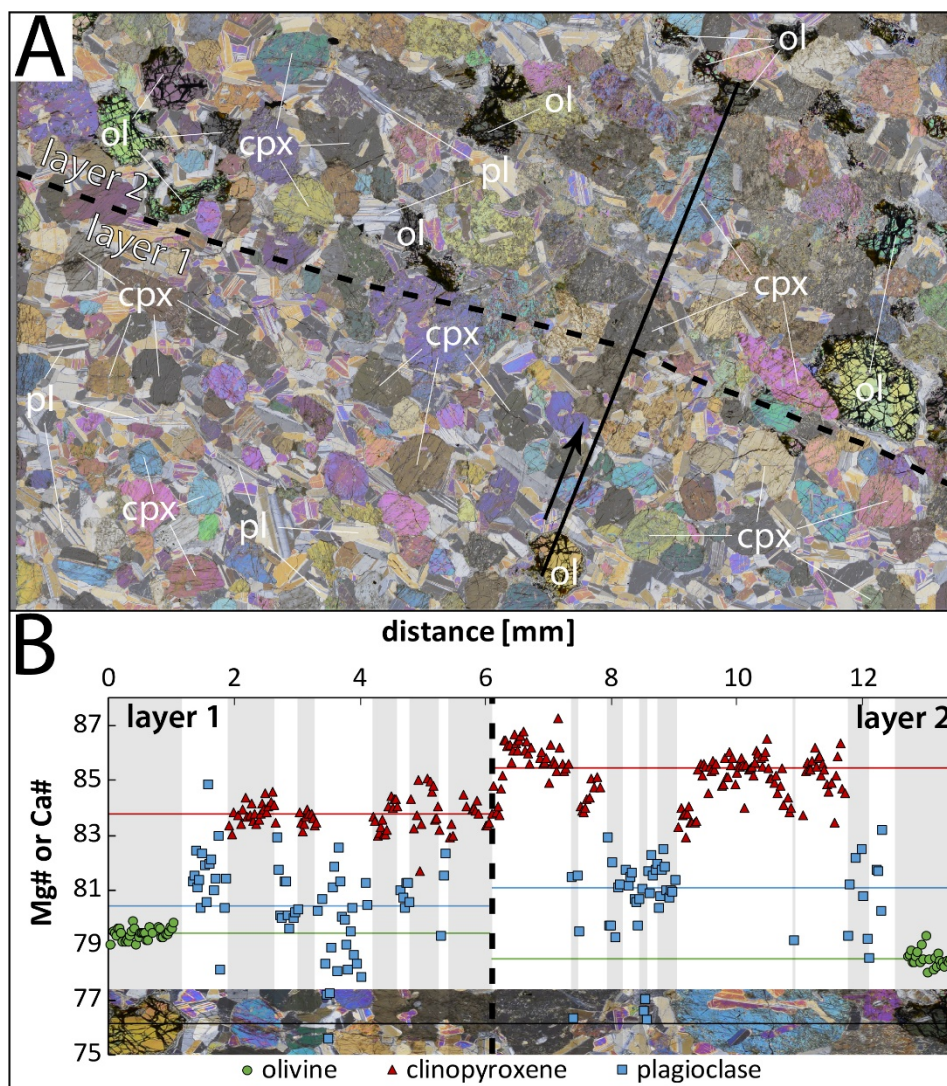 A
ol
ol
ol
cpx
cpx
pl
layer 2
layer 1
ol
cpx
cpx
cpx
ol
pl
cpx
pl
cpx
ol
B
distance [mm]
0 2 4 6 8 10 12
layer 1
layer 2
Mg# or Ca#
87
85
83
81
79
77
75
olivine clinopyroxene plagioclase